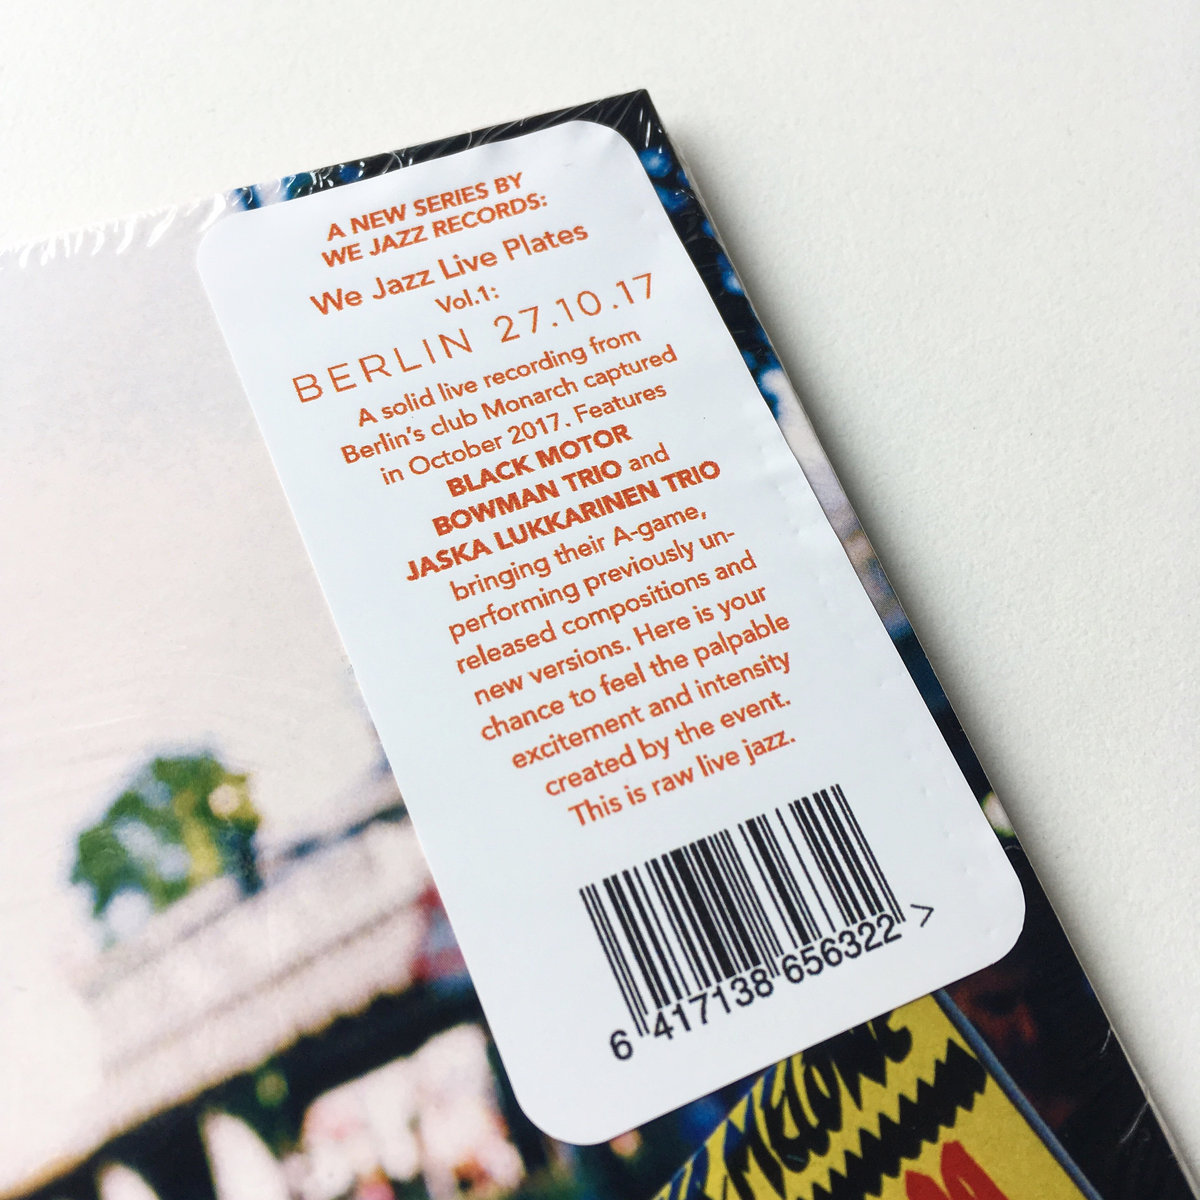 A NEW SERIES BY
WE JAZZ RECORDS:
We Jazz Live Plates
Vol.1:
BERLIN 27.10.17
A solid live recording from
Berlin's club Monarch captured
in October 2017. Features
BLACK MOTOR
BOWMAN TRIO and
JASKA LUKKARINEN TRIO
bringing their A-game,
performing previously un-
released compositions and
new versions. Here is your
chance to feel the palpable
excitement and intensity
created by the event.
This is raw live jazz.
6 417138 656322 >